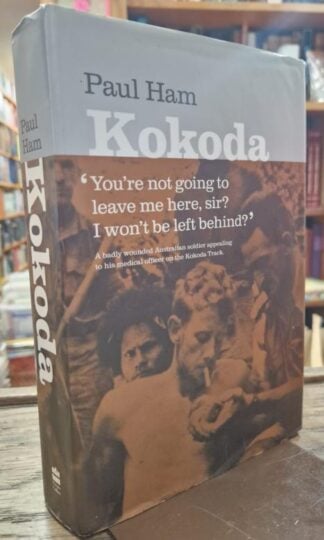 Paul Ham
Kokoda
‘You're not going to
leave me here, sir?
I won't be left behind?’
A badly wounded Australian soldier appealing
to his medical officer on the Kokoda Track.
Paul
Ham
Kokoda